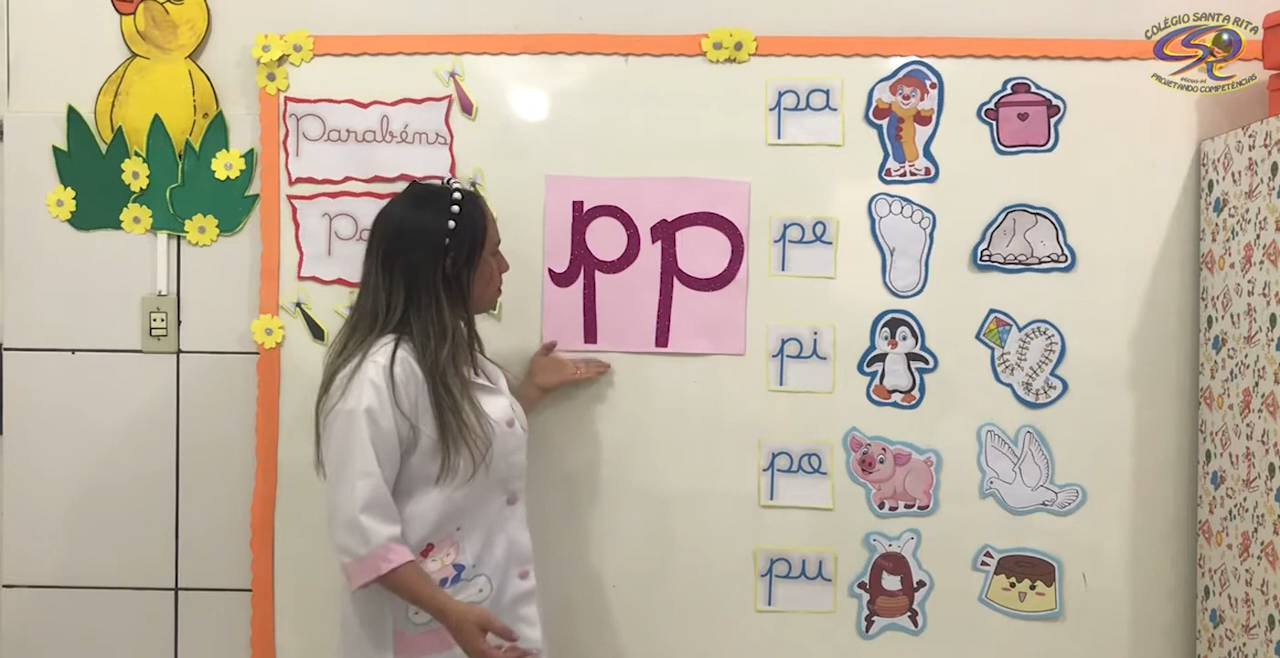 COLÉGIO SANTA RITA
PROJETANDO COMPETÊNCIAS
Parabéns
pp
pa
pe
pi
po
pu